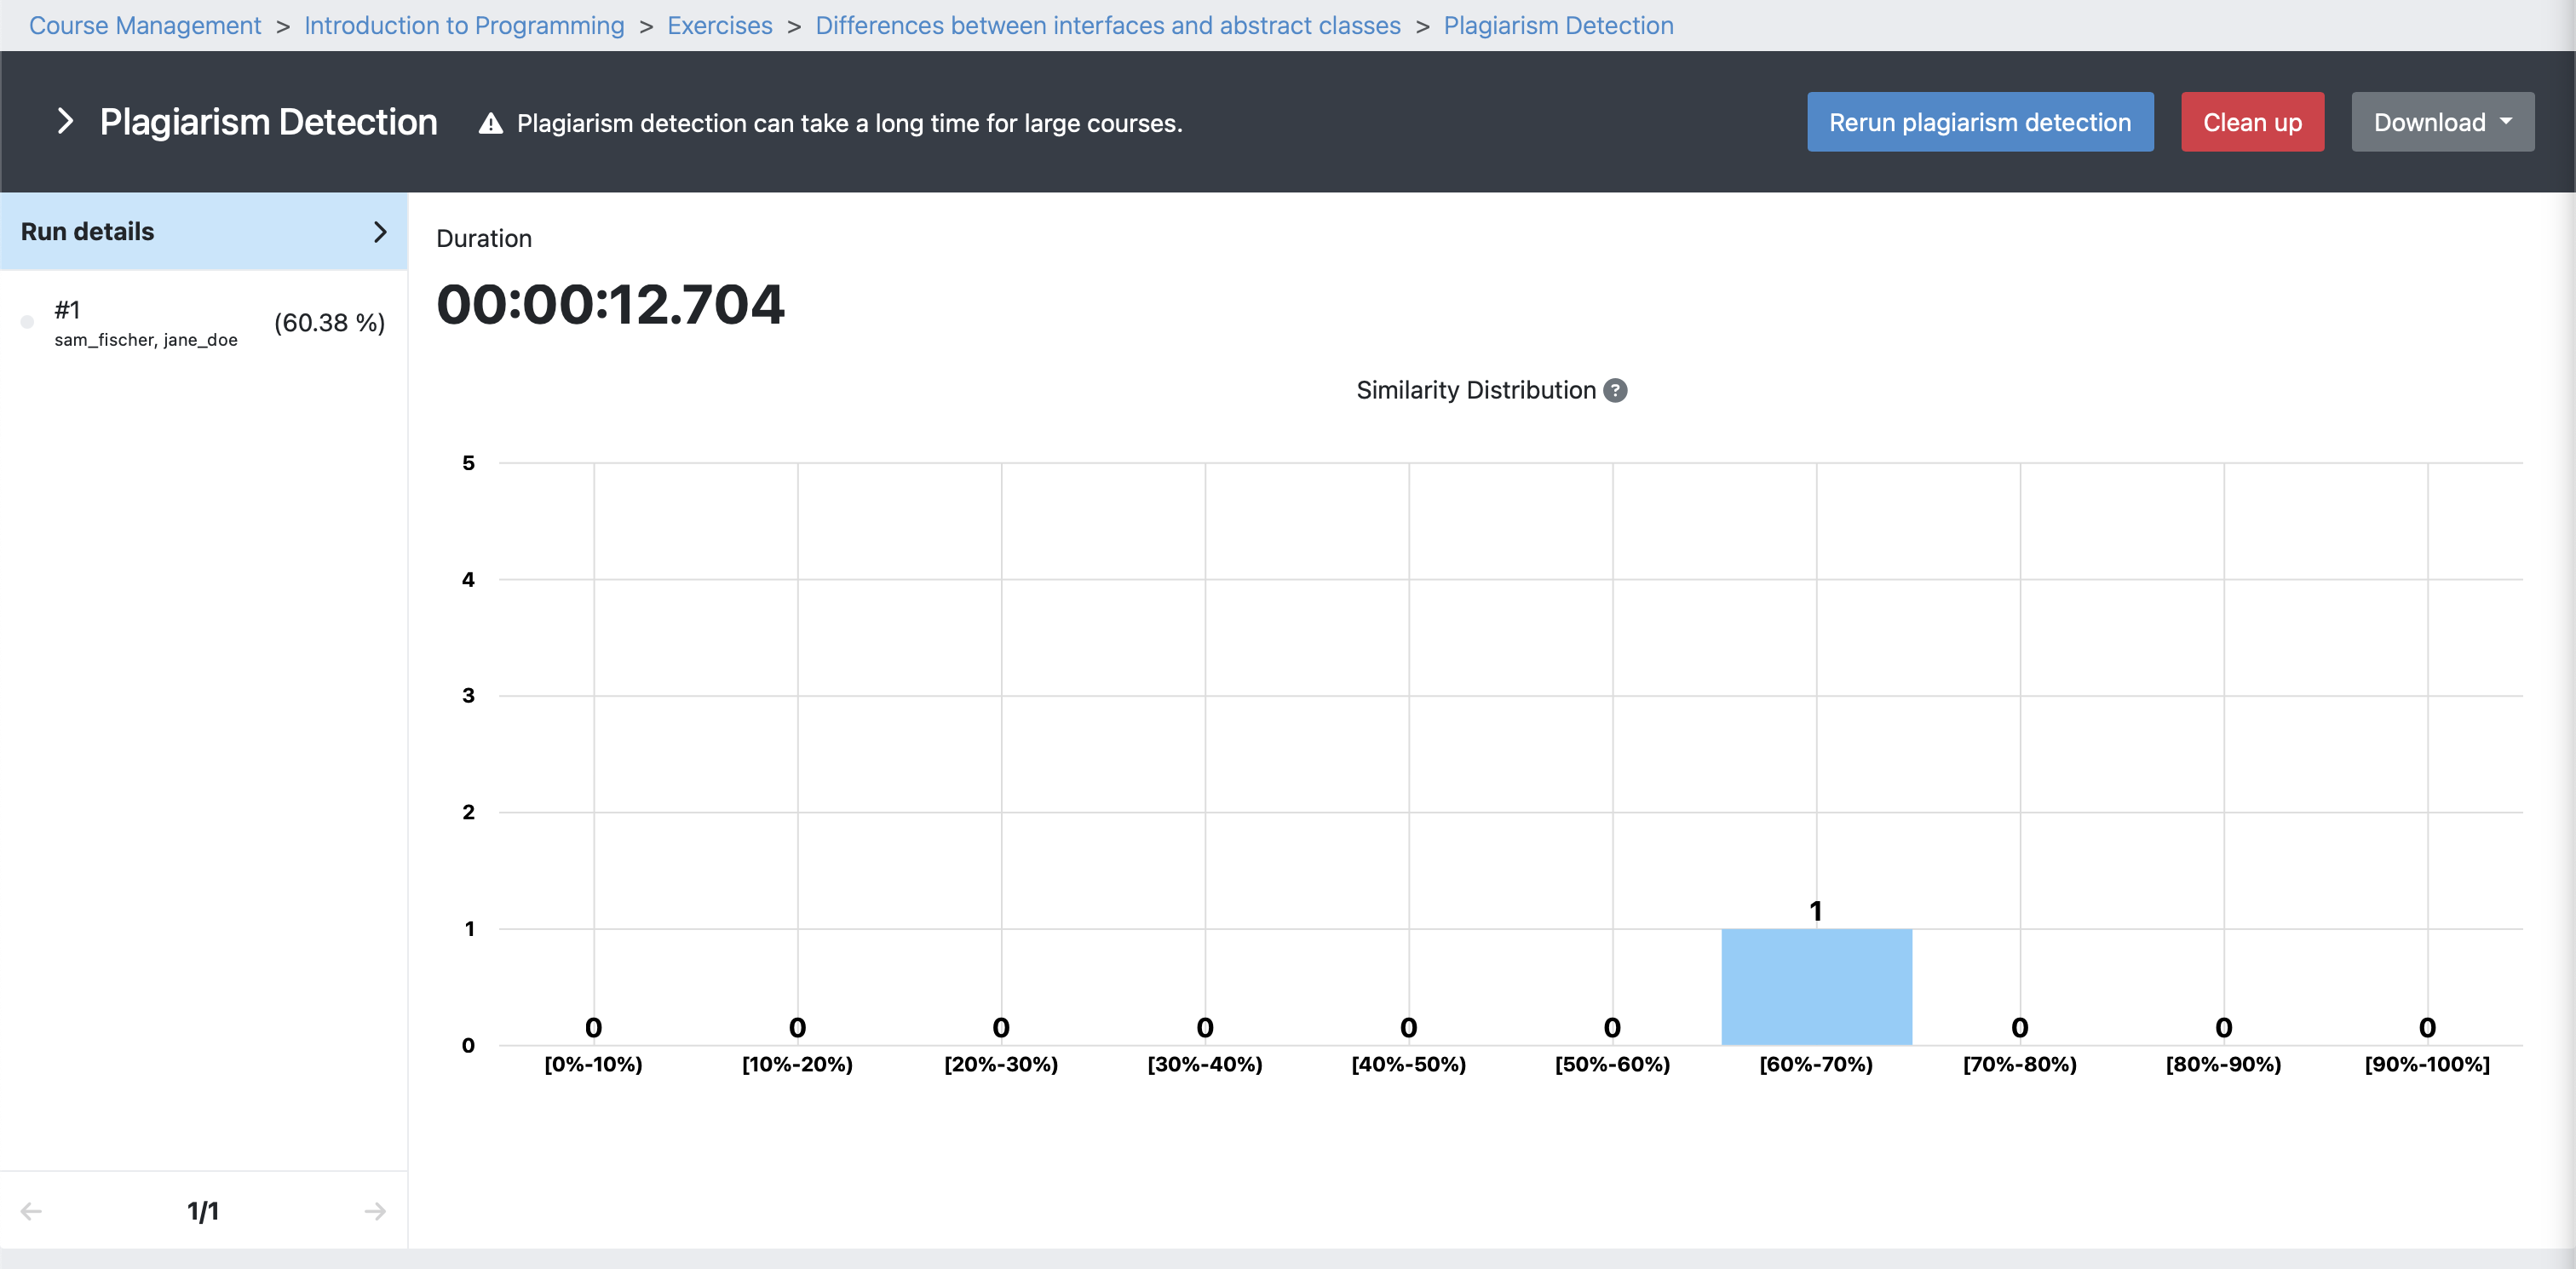 Course Management > Introduction to Programming > Exercises > Differences between interfaces and abstract classes > Plagiarism Detection
Plagiarism Detection Plagiarism detection can take a long time for large courses. Rerun plagiarism detection Clean up Download
Run details
#1
sam_fischer, jane_doe
(60.38 %)
1/1
Duration
00:00:12.704
Similarity Distribution ?
5
4
3
2
1
0
0 0 0 0 0 0 1 0 0 0
[0%-10%) [10%-20%) [20%-30%) [30%-40%) [40%-50%) [50%-60%) [60%-70%) [70%-80%) [80%-90%) [90%-100%]